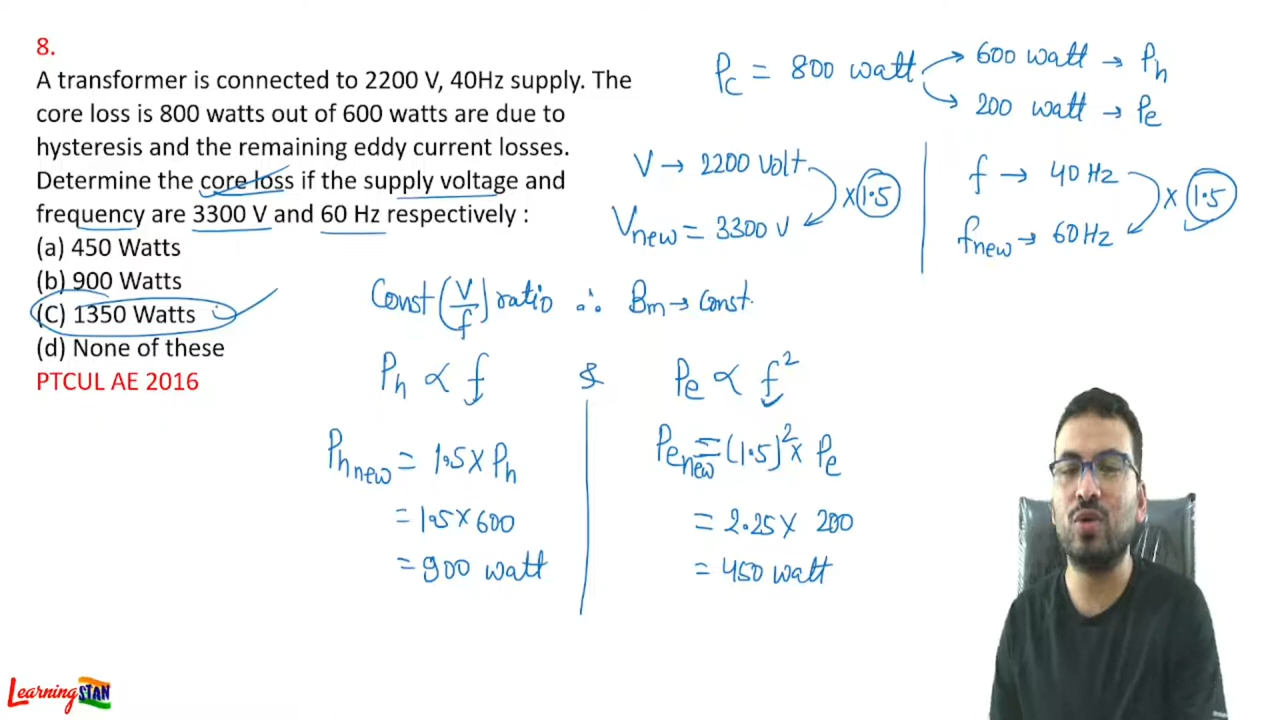 8.
A transformer is connected to 2200 V, 40Hz supply. The
core loss is 800 watts out of 600 watts are due to
hysteresis and the remaining eddy current losses.
Determine the core loss if the supply voltage and
frequency are 3300 V and 60 Hz respectively :
(a) 450 Watts
(b) 900 Watts
(C) 1350 Watts
(d) None of these
PTCUL AE 2016
Pc = 800 watt
600 watt → Ph
200 watt → Pe
V → 2200 Volt
Vnew = 3300 V
×1.5
f → 40 Hz
fnew → 60Hz
×1.5
Const (V/f) ratio ∴ Bm → Const.
Ph ∝ f & Pe ∝ f²
Phnew = 1.5 × Ph
= 1.5 × 600
= 900 watt
Penew = (1.5)² × Pe
= 2.25 × 200
= 450 watt
LearningSTAN